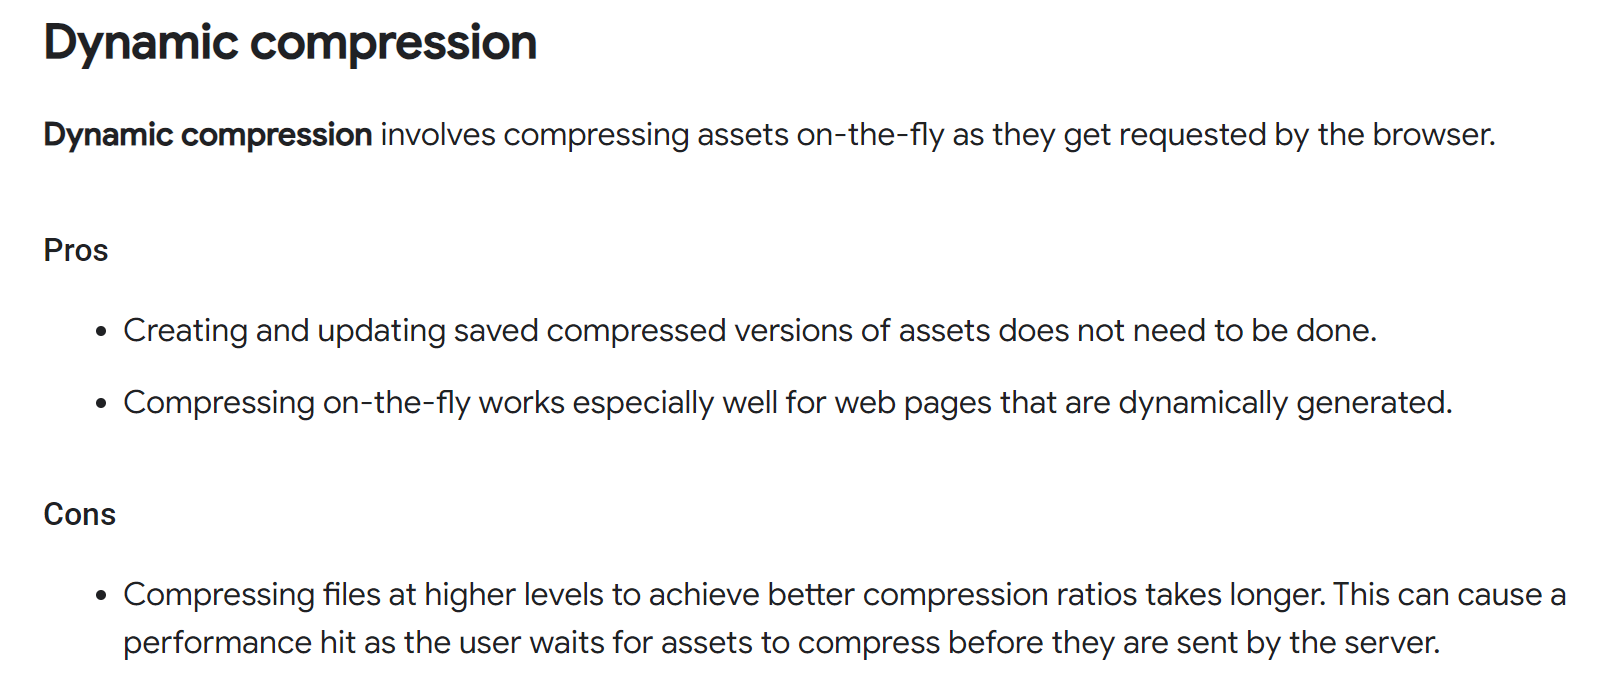 Dynamic compression
Dynamic compression involves compressing assets on-the-fly as they get requested by the browser.
Pros
• Creating and updating saved compressed versions of assets does not need to be done.
• Compressing on-the-fly works especially well for web pages that are dynamically generated.
Cons
• Compressing files at higher levels to achieve better compression ratios takes longer. This can cause a
performance hit as the user waits for assets to compress before they are sent by the server.